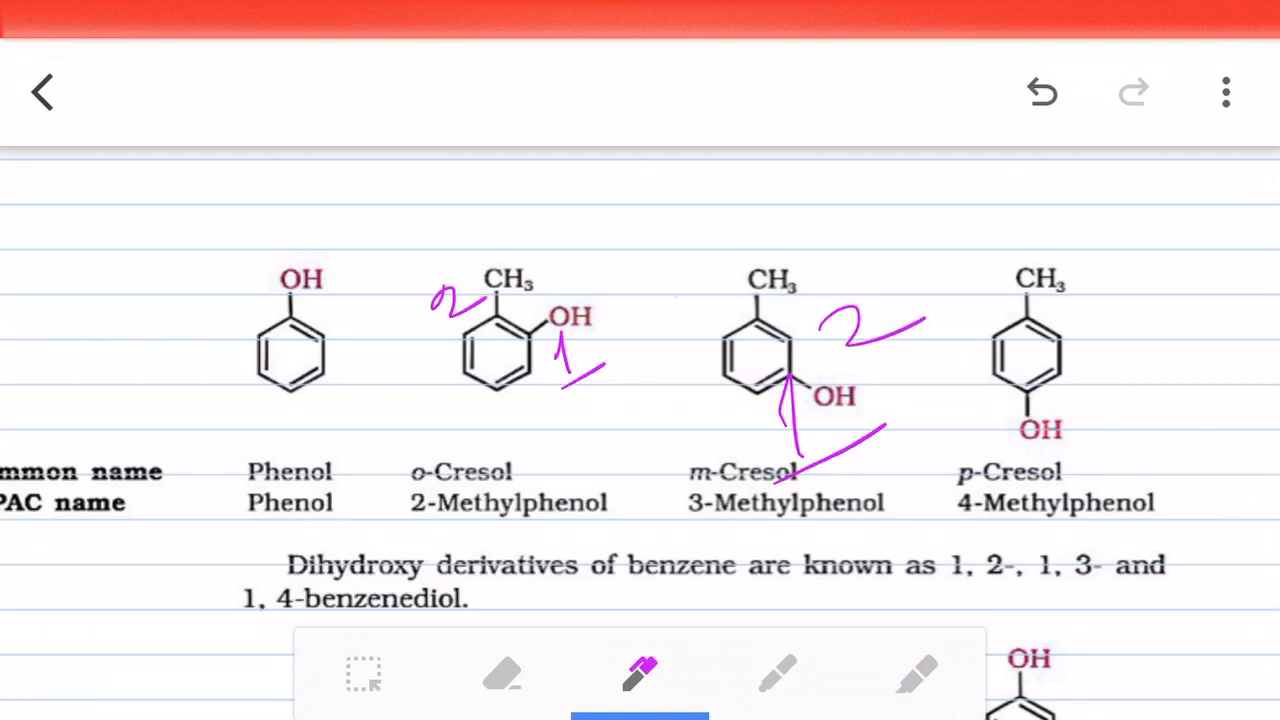 OH CH₃ CH₃ CH₃
2 OH 2
1 OH
1 OH
mmon name Phenol o-Cresol m-Cresol p-Cresol
PAC name Phenol 2-Methylphenol 3-Methylphenol 4-Methylphenol
Dihydroxy derivatives of benzene are known as 1, 2-, 1, 3- and
1, 4-benzenediol.
OH